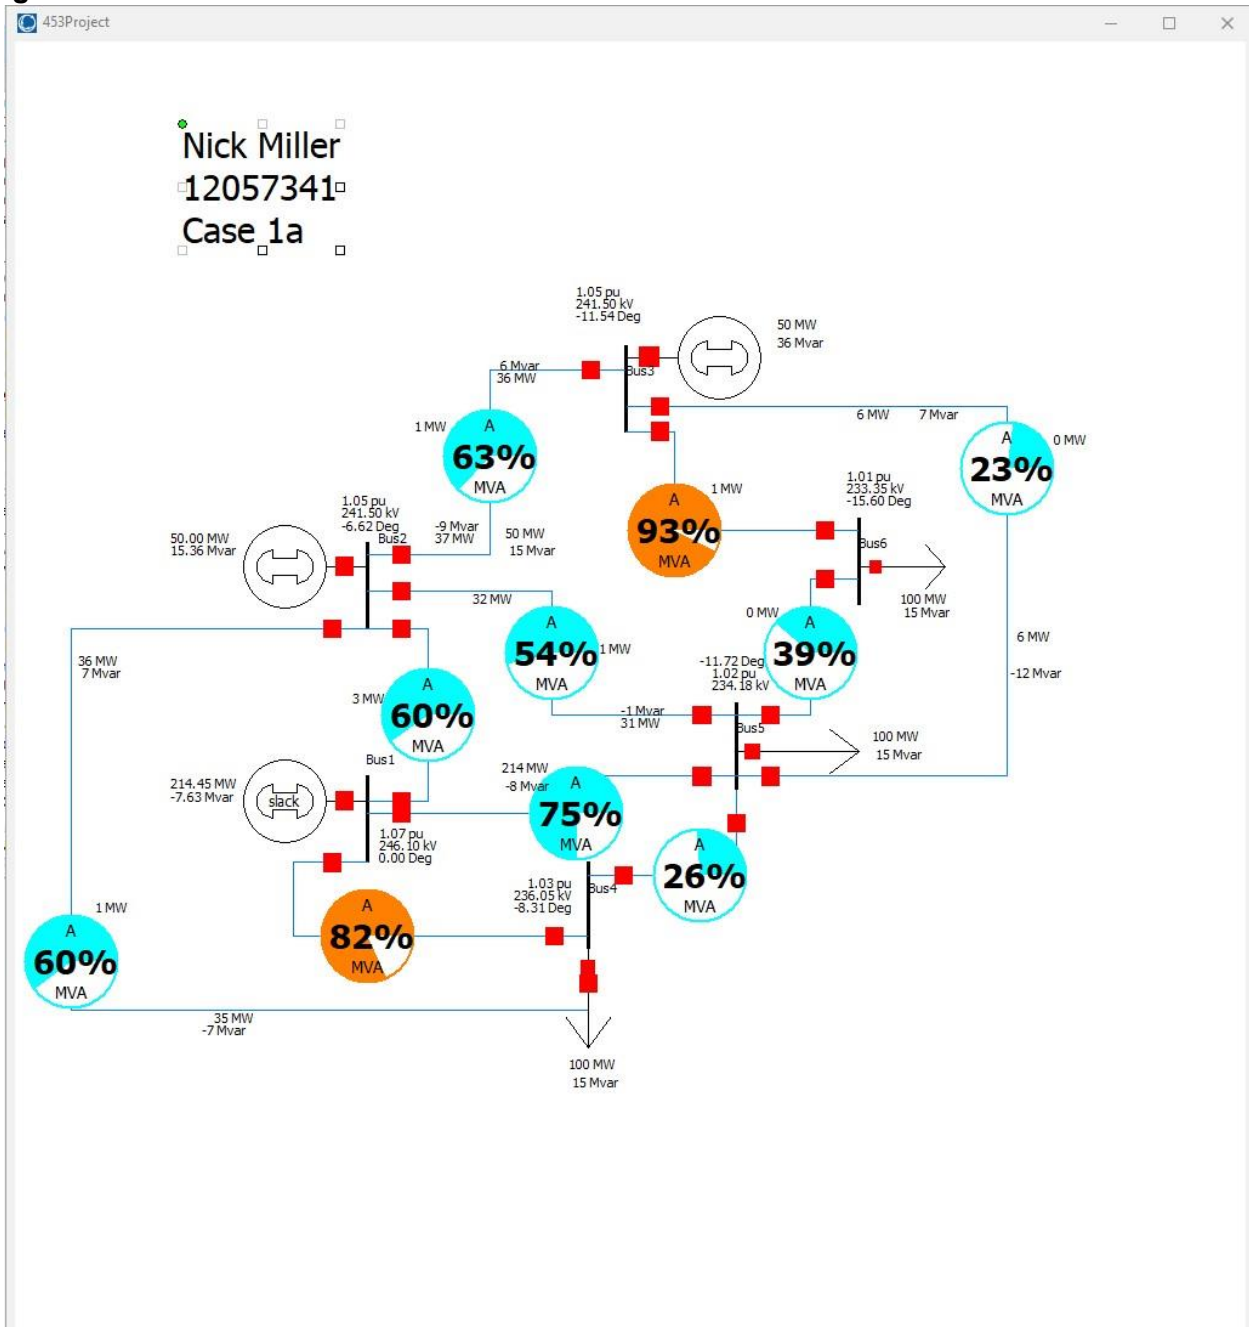 453Project
Nick Miller
12057341
Case 1a
1.05 pu
241.50 kV
-11.54 Deg
50 MW
36 Mvar
Bus3
6 Mvar
36 MW
6 MW 7 Mvar
1 MW
A
63%
MVA
A
23%
MVA
0 MW
1 MW
A
93%
MVA
1.01 pu
233.35 kV
-15.60 Deg
Bus6
1.05 pu
241.50 kV
-6.62 Deg
Bus2
-9 Mvar
37 MW
50 MW
15 Mvar
50.00 MW
15.36 Mvar
100 MW
15 Mvar
32 MW
0 MW
A
39%
MVA
A
54%
MVA
1 MW
6 MW
-12 Mvar
36 MW
7 Mvar
-11.72 Deg
1.02 pu
234.18 kV
3 MW
A
60%
MVA
-1 Mvar
31 MW
Bus5
100 MW
15 Mvar
Bus1
214 MW
-8 Mvar
214.45 MW
-7.63 Mvar
slack
A
75%
MVA
1.07 pu
246.10 kV
0.00 Deg
A
26%
MVA
1.03 pu
236.05 kV
-8.31 Deg
Bus4
1 MW
A
82%
MVA
A
60%
MVA
35 MW
-7 Mvar
100 MW
15 Mvar